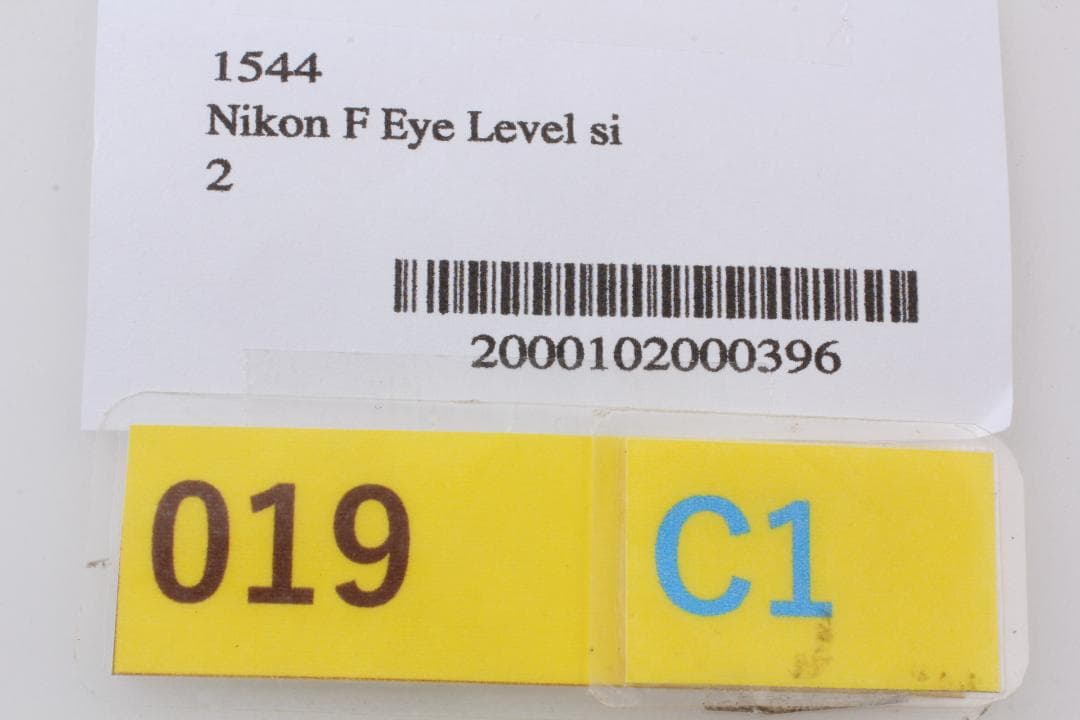 1544
Nikon F Eye Level si
2
2000102000396
019 C1